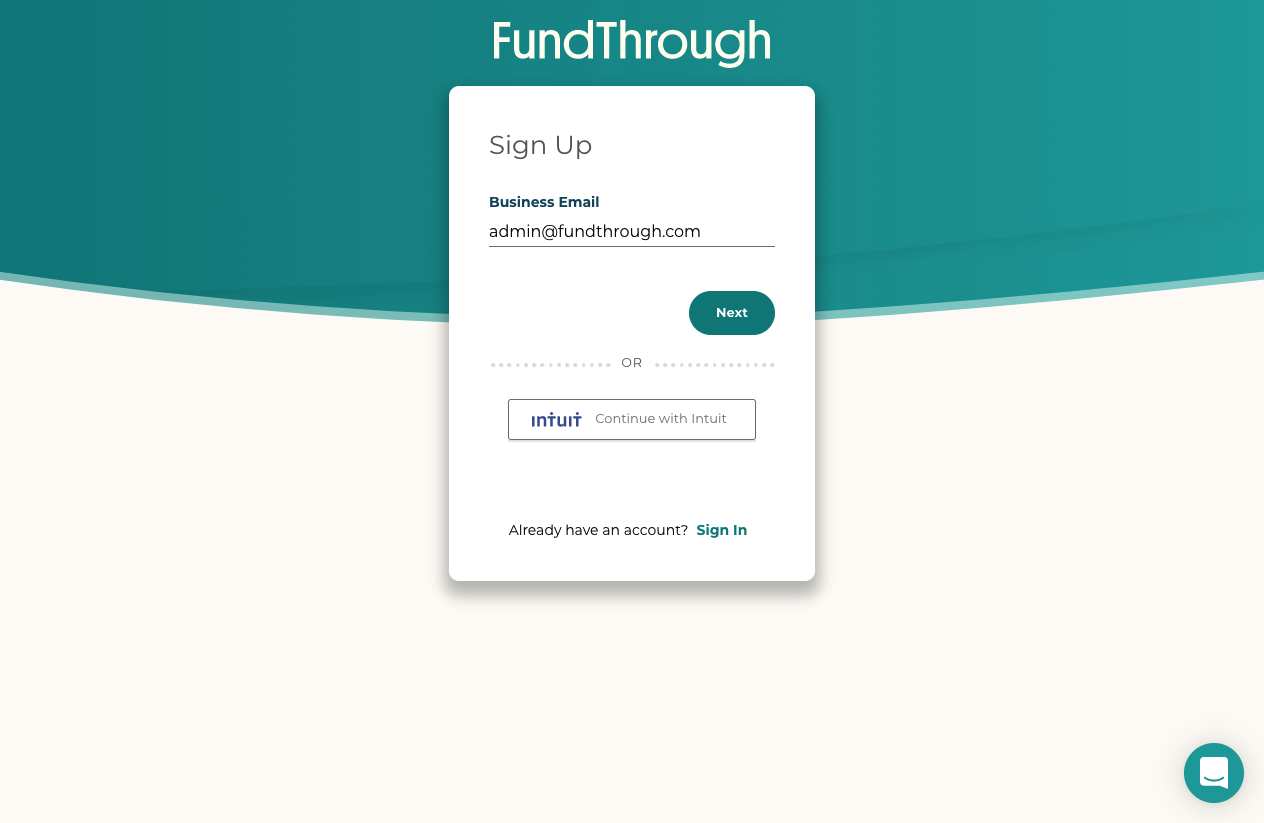 FundThrough
Sign Up
Business Email
admin@fundthrough.com
Next
OR
intuit Continue with Intuit
Already have an account? Sign In